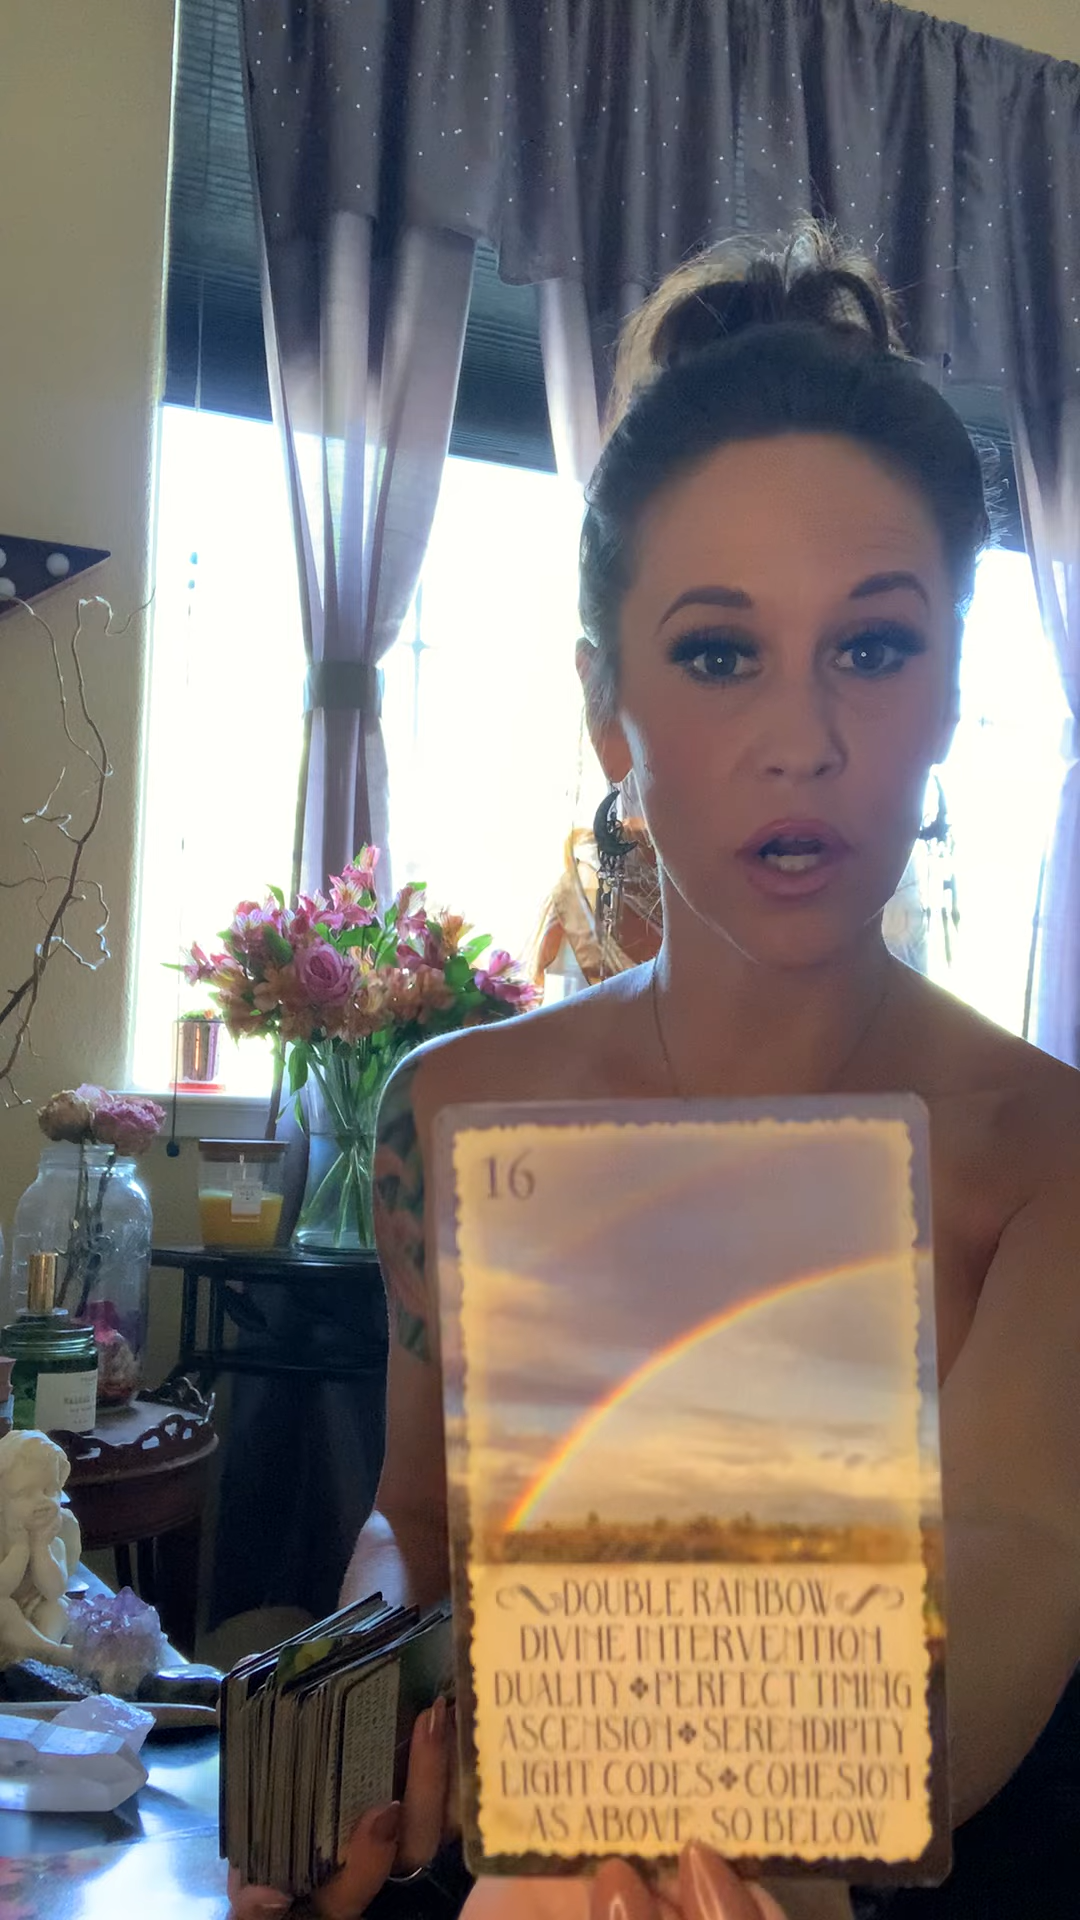 16
DOUBLE RAINBOW
DIVINE INTERVENTION
DUALITY ❖ PERFECT TIMING
ASCENSION ❖ SERENDIPITY
LIGHT CODES ❖ COHESION
AS ABOVE, SO BELOW